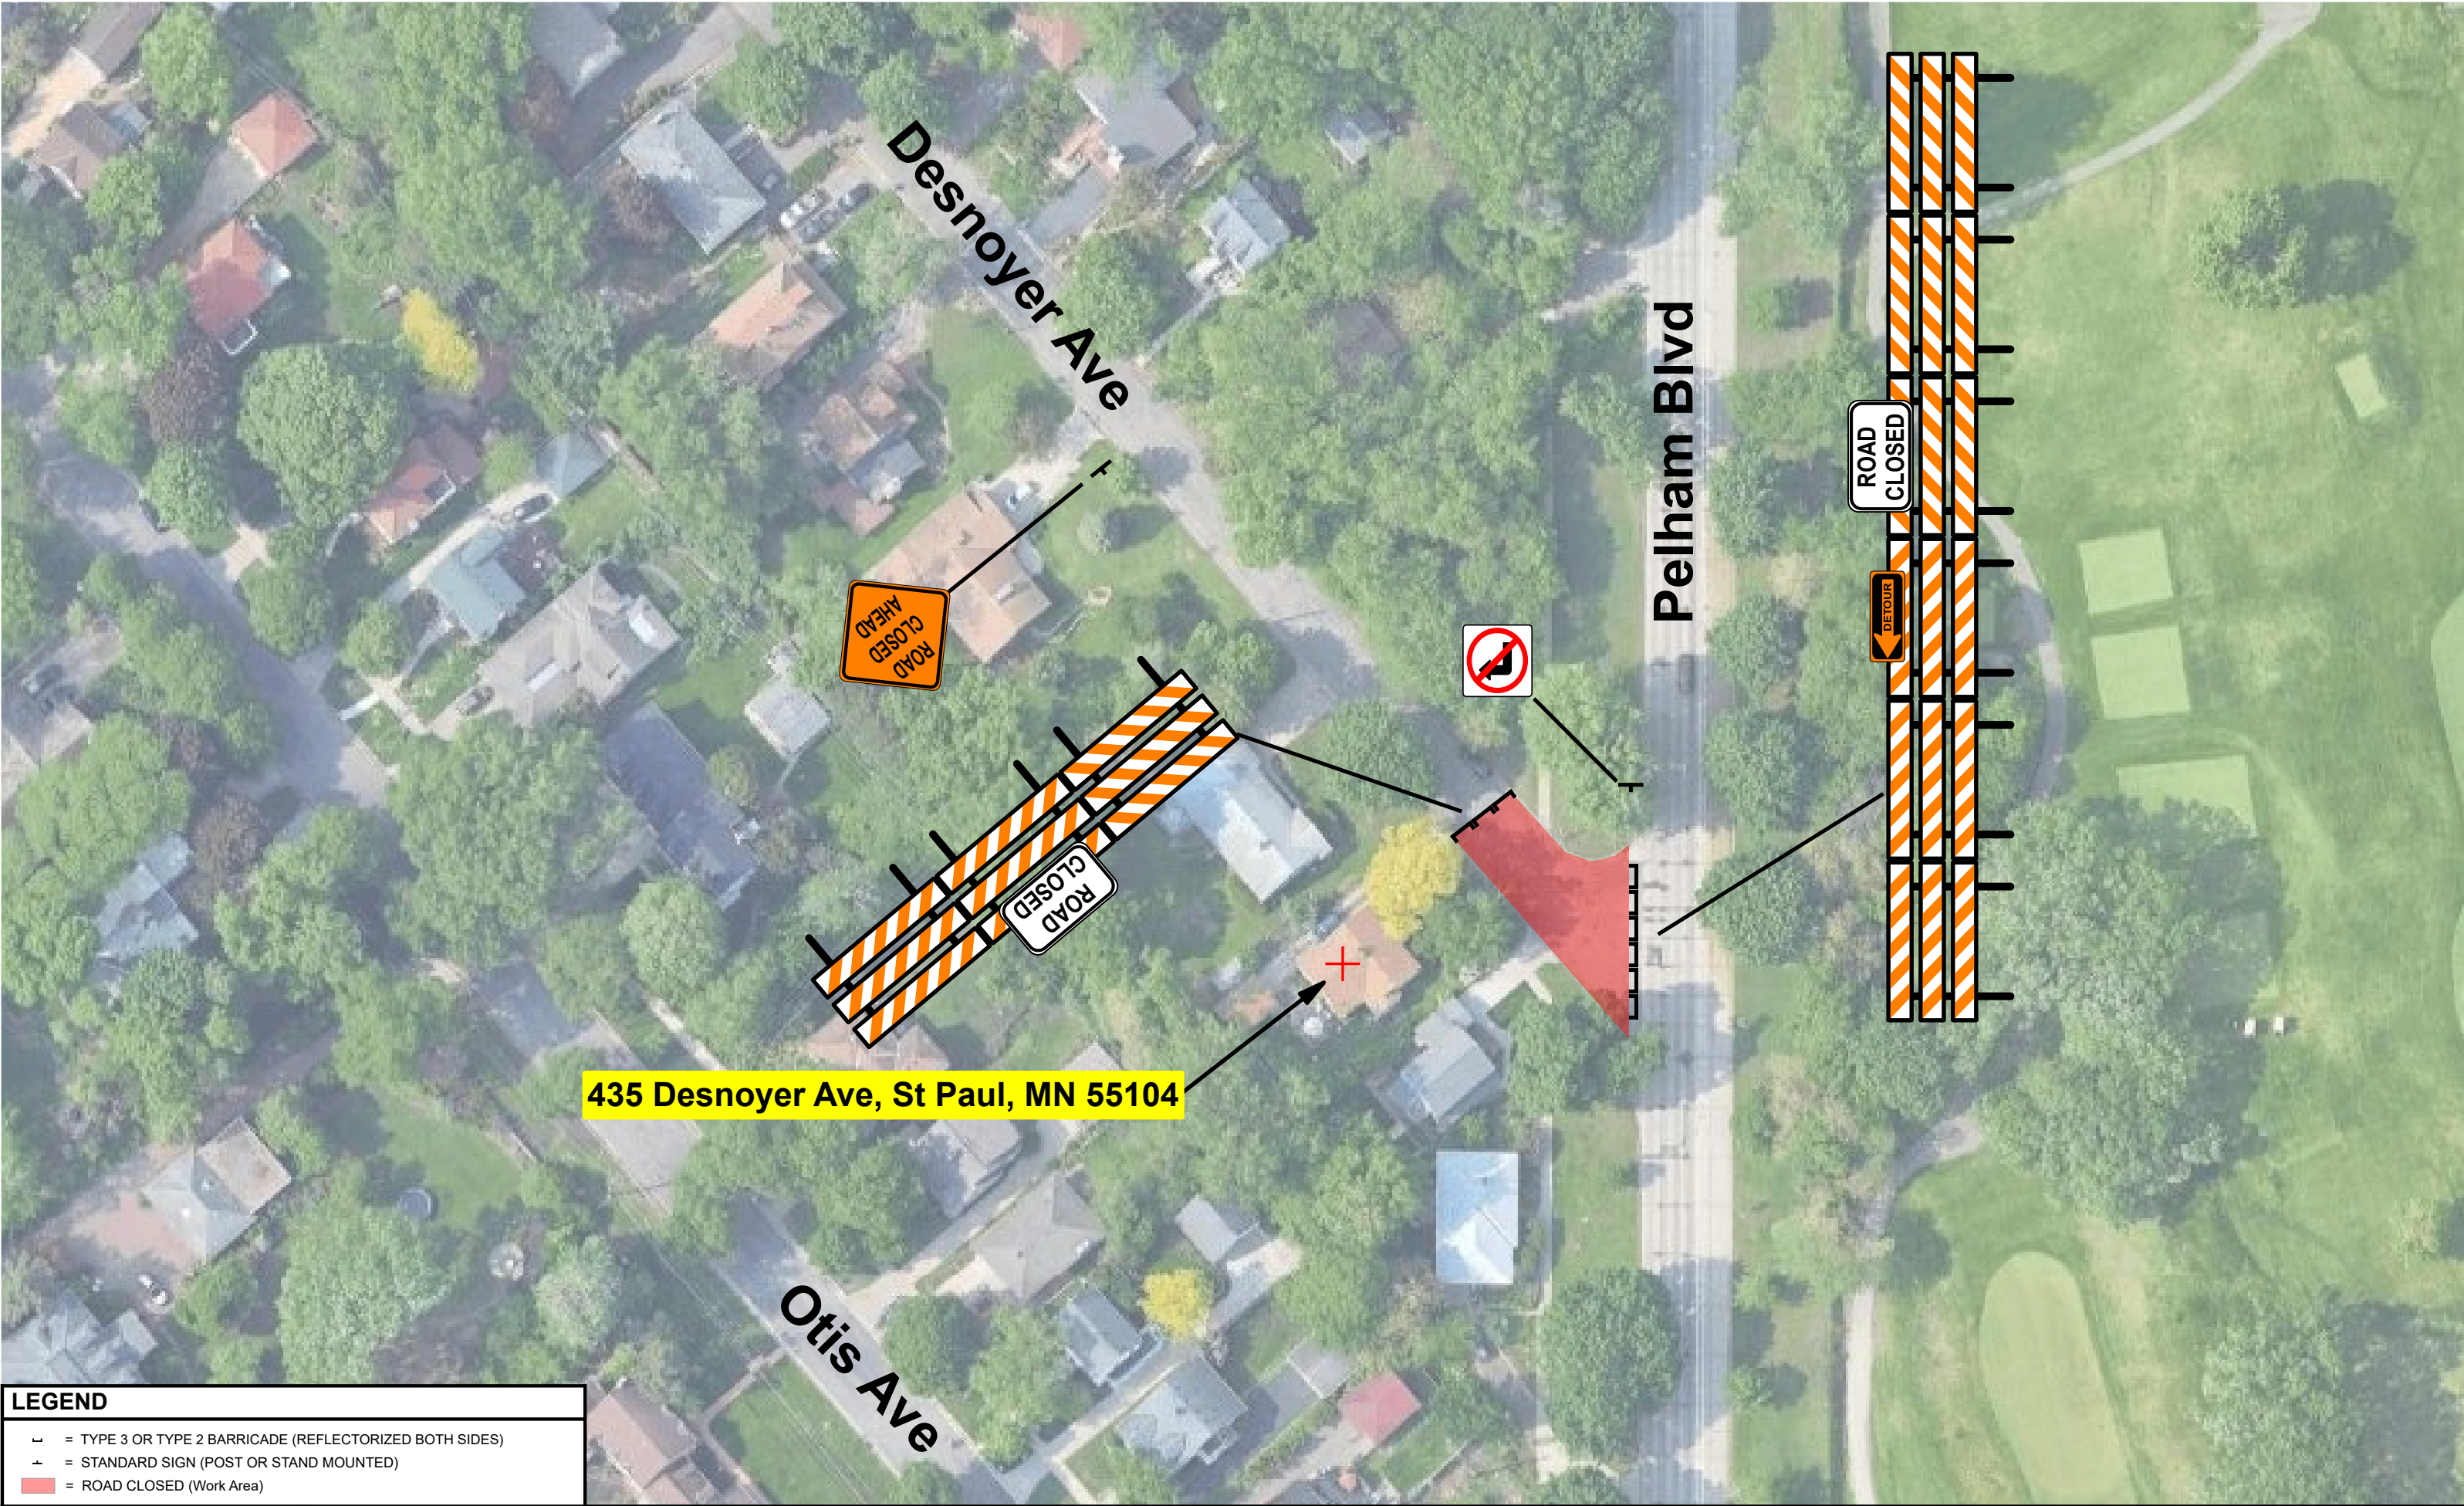 Desnoyer Ave
Pelham Blvd
ROAD
CLOSED
DETOUR
ROAD
CLOSED
AHEAD
ROAD
CLOSED
435 Desnoyer Ave, St Paul, MN 55104
Otis Ave
LEGEND
= TYPE 3 OR TYPE 2 BARRICADE (REFLECTORIZED BOTH SIDES)
= STANDARD SIGN (POST OR STAND MOUNTED)
= ROAD CLOSED (Work Area)